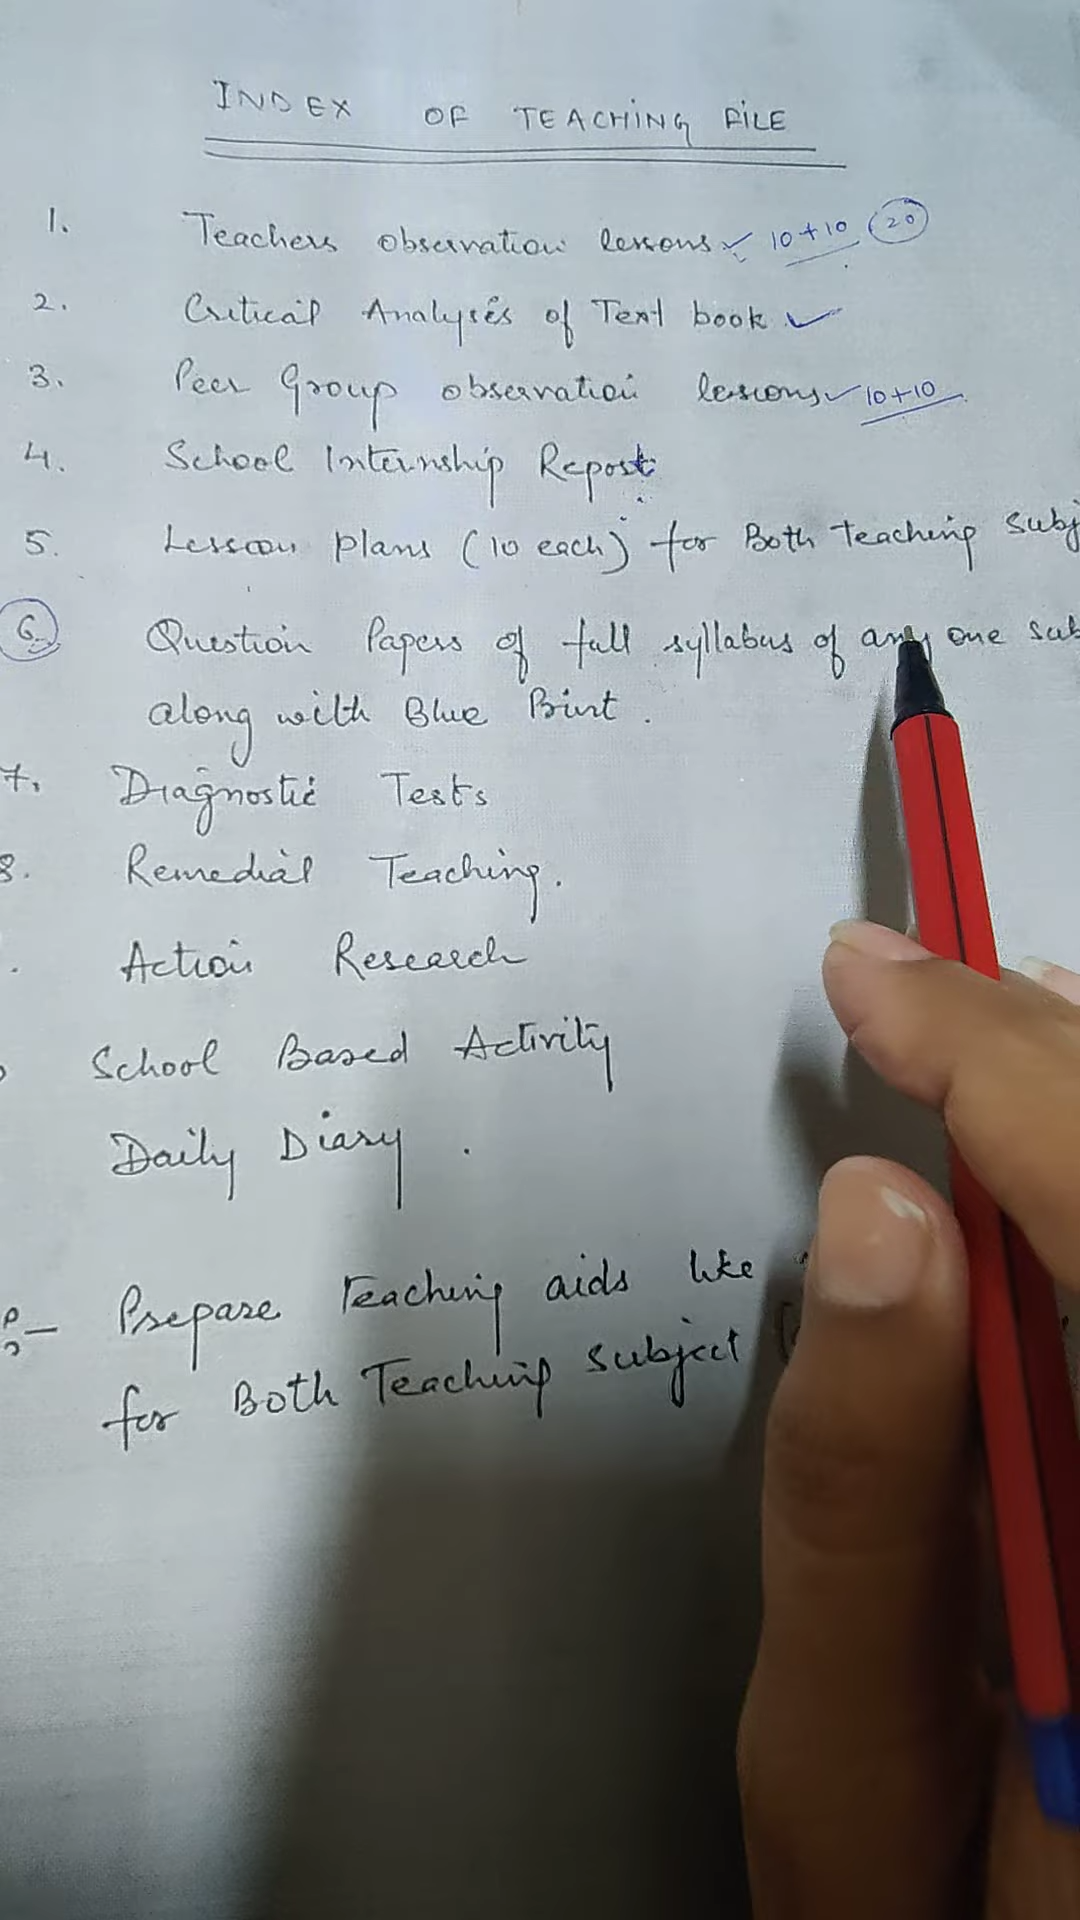 INDEX OF TEACHING FILE
1. Teachers observation lessons ✓ 10+10 20
2. Critical Analysis of Text book ✓
3. Peer Group observation lessons ✓ 10+10
4. School Internship Report
5. Lesson plans (10 each) for Both Teaching Subj
6. Question Papers of full syllabus of any one sub
along with Blue Print.
7. Diagnostic Tests
8. Remedial Teaching.
Action Research
School Based Activity
Daily Diary.
Prepare Teaching aids like
for Both Teaching subject